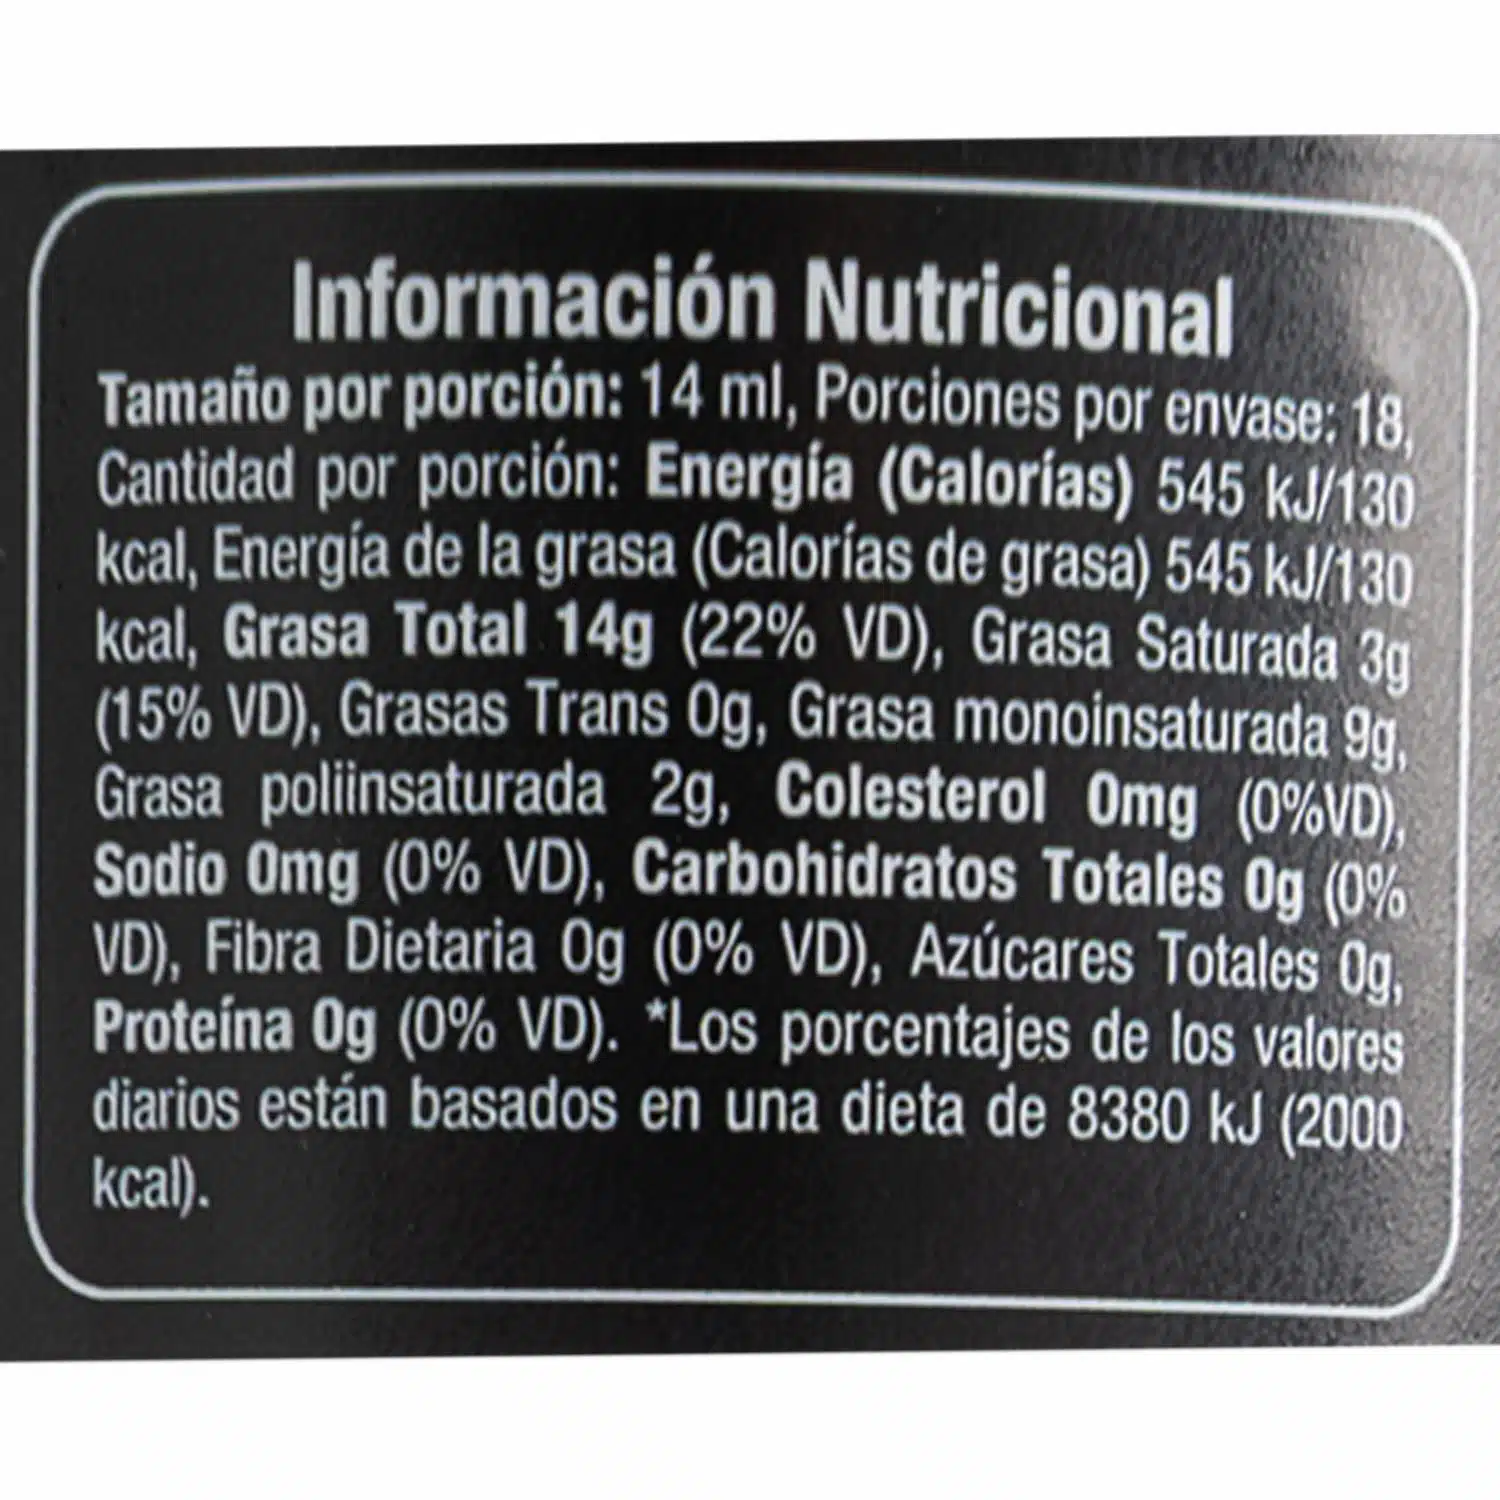 Información Nutricional
Tamaño por porción: 14 ml, Porciones por envase: 18,
Cantidad por porción: Energía (Calorías) 545 kJ/130
kcal, Energía de la grasa (Calorías de grasa) 545 kJ/130
kcal, Grasa Total 14g (22% VD), Grasa Saturada 3g
(15% VD), Grasas Trans 0g, Grasa monoinsaturada 9g,
Grasa poliinsaturada 2g, Colesterol 0mg (0%VD),
Sodio 0mg (0% VD), Carbohidratos Totales 0g (0%
VD), Fibra Dietaria 0g (0% VD), Azúcares Totales 0g,
Proteína 0g (0% VD). *Los porcentajes de los valores
diarios están basados en una dieta de 8380 kJ (2000
kcal).